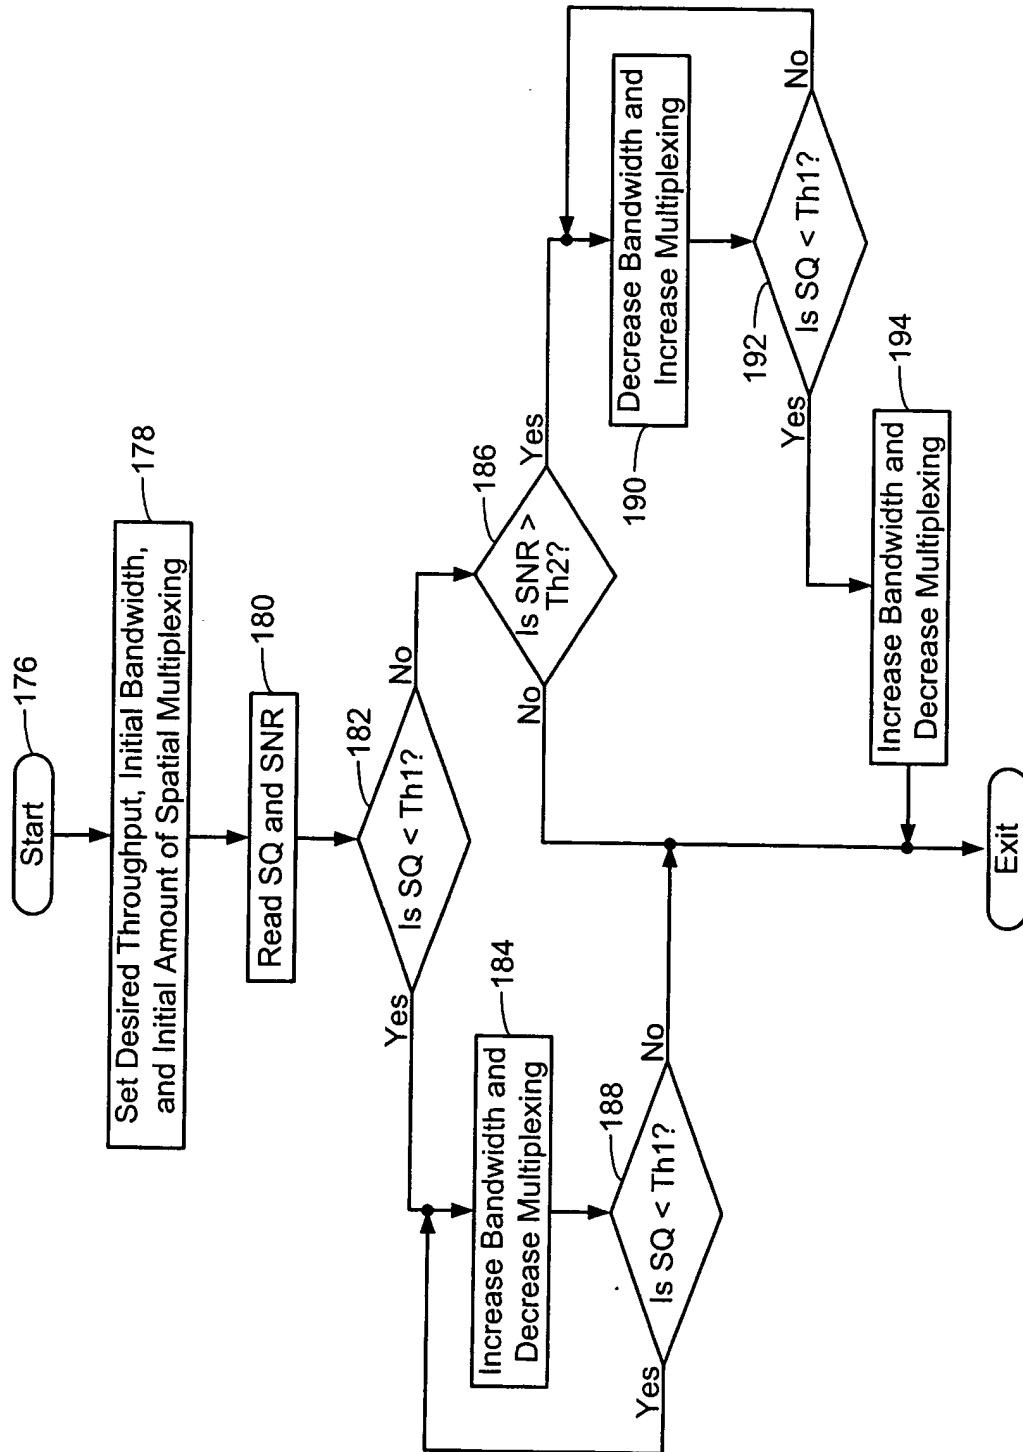 Start
176
Set Desired Throughput, Initial Bandwidth,
and Initial Amount of Spatial Multiplexing
178
Read SQ and SNR
180
Is SQ < Th1?
182
Yes
No
Increase Bandwidth and
Decrease Multiplexing
184
Is SQ < Th1?
188
Yes
No
Is SNR >
Th2?
186
No
Yes
Decrease Bandwidth and
Increase Multiplexing
190
Is SQ < Th1?
192
Yes
No
Increase Bandwidth and
Decrease Multiplexing
194
Exit